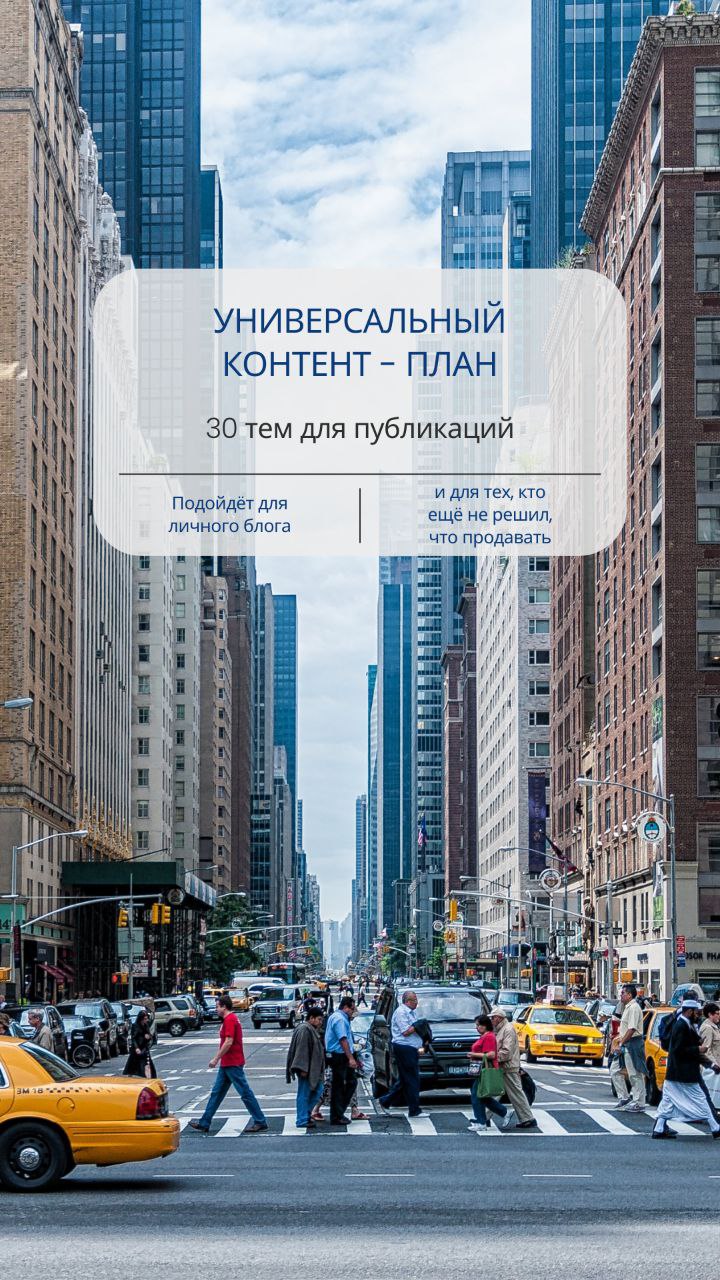 УНИВЕРСАЛЬНЫЙ
КОНТЕНТ – ПЛАН
30 тем для публикаций
Подойдёт для
личного блога
и для тех, кто
ещё не решил,
что продавать
3M18